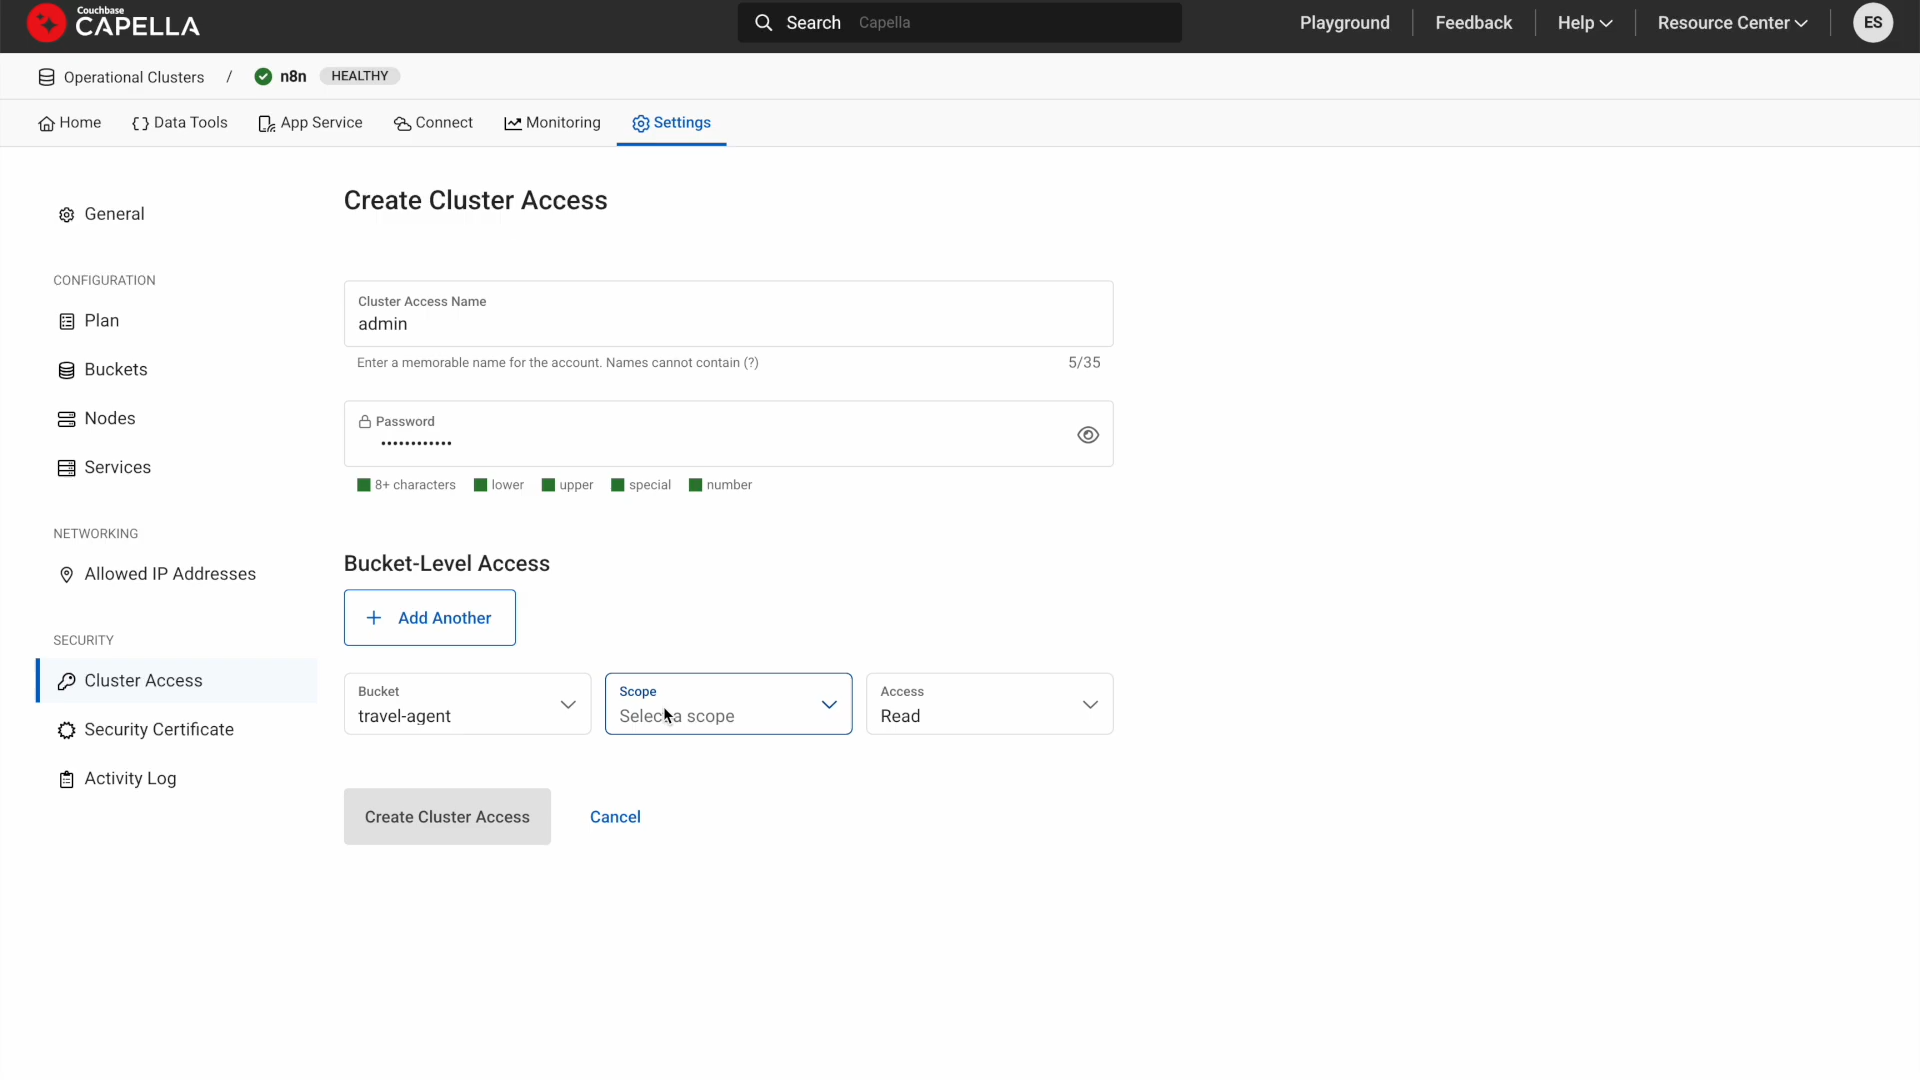 Couchbase
CAPELLA
Search Capella
Playground
Feedback
Help
Resource Center
ES
Operational Clusters / n8n HEALTHY
Home
Data Tools
App Service
Connect
Monitoring
Settings
General
CONFIGURATION
Plan
Buckets
Nodes
Services
NETWORKING
Allowed IP Addresses
SECURITY
Cluster Access
Security Certificate
Activity Log
Create Cluster Access
Cluster Access Name
admin
Enter a memorable name for the account. Names cannot contain (?) 5/35
Password
••••••••••••
8+ characters lower upper special number
Bucket-Level Access
+ Add Another
Bucket
travel-agent
Scope
Select a scope
Access
Read
Create Cluster Access
Cancel